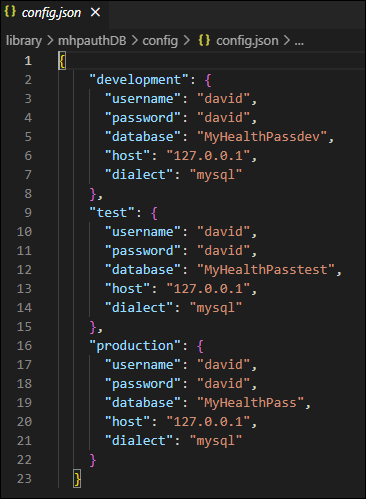 config.json
library > mhpauthDB > config > {} config.json > ...
1 {
2 "development": {
3 "username": "david",
4 "password": "david",
5 "database": "MyHealthPassdev",
6 "host": "127.0.0.1",
7 "dialect": "mysql"
8 },
9 "test": {
10 "username": "david",
11 "password": "david",
12 "database": "MyHealthPasstest",
13 "host": "127.0.0.1",
14 "dialect": "mysql"
15 },
16 "production": {
17 "username": "david",
18 "password": "david",
19 "database": "MyHealthPass",
20 "host": "127.0.0.1",
21 "dialect": "mysql"
22 }
23 }